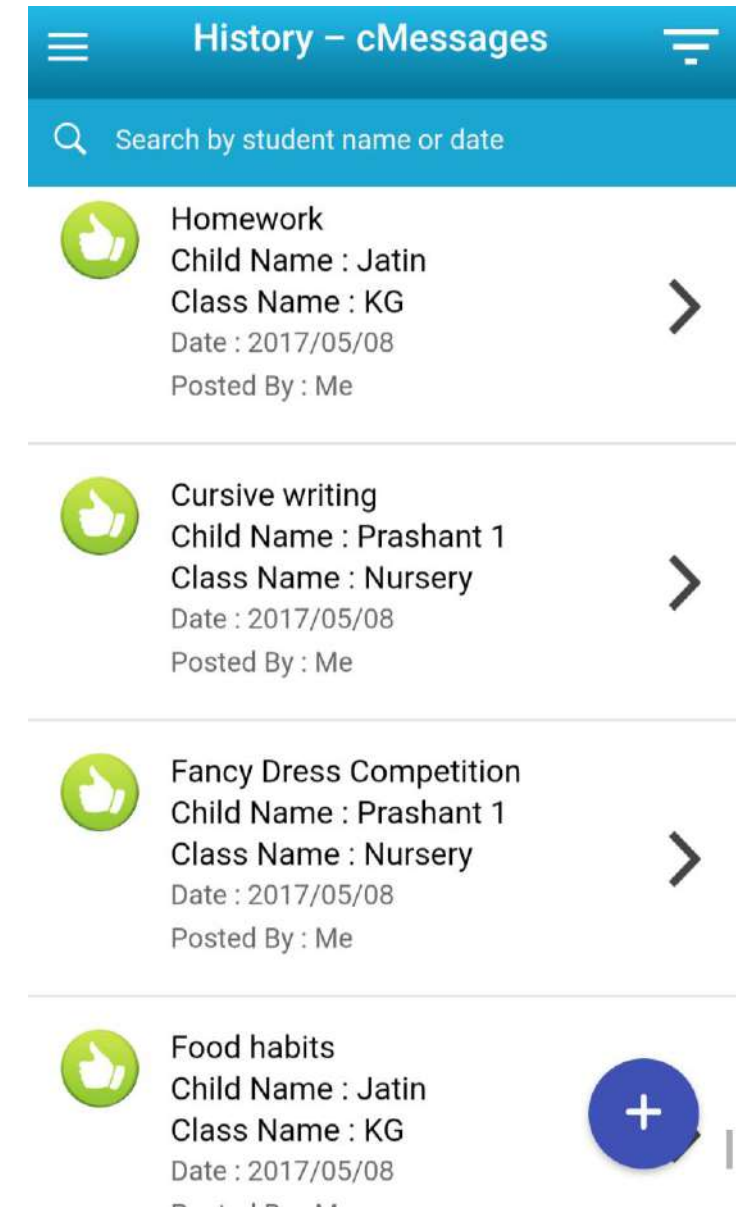 History – cMessages
Search by student name or date
Homework
Child Name : Jatin
Class Name : KG
Date : 2017/05/08
Posted By : Me
Cursive writing
Child Name : Prashant 1
Class Name : Nursery
Date : 2017/05/08
Posted By : Me
Fancy Dress Competition
Child Name : Prashant 1
Class Name : Nursery
Date : 2017/05/08
Posted By : Me
Food habits
Child Name : Jatin
Class Name : KG
Date : 2017/05/08